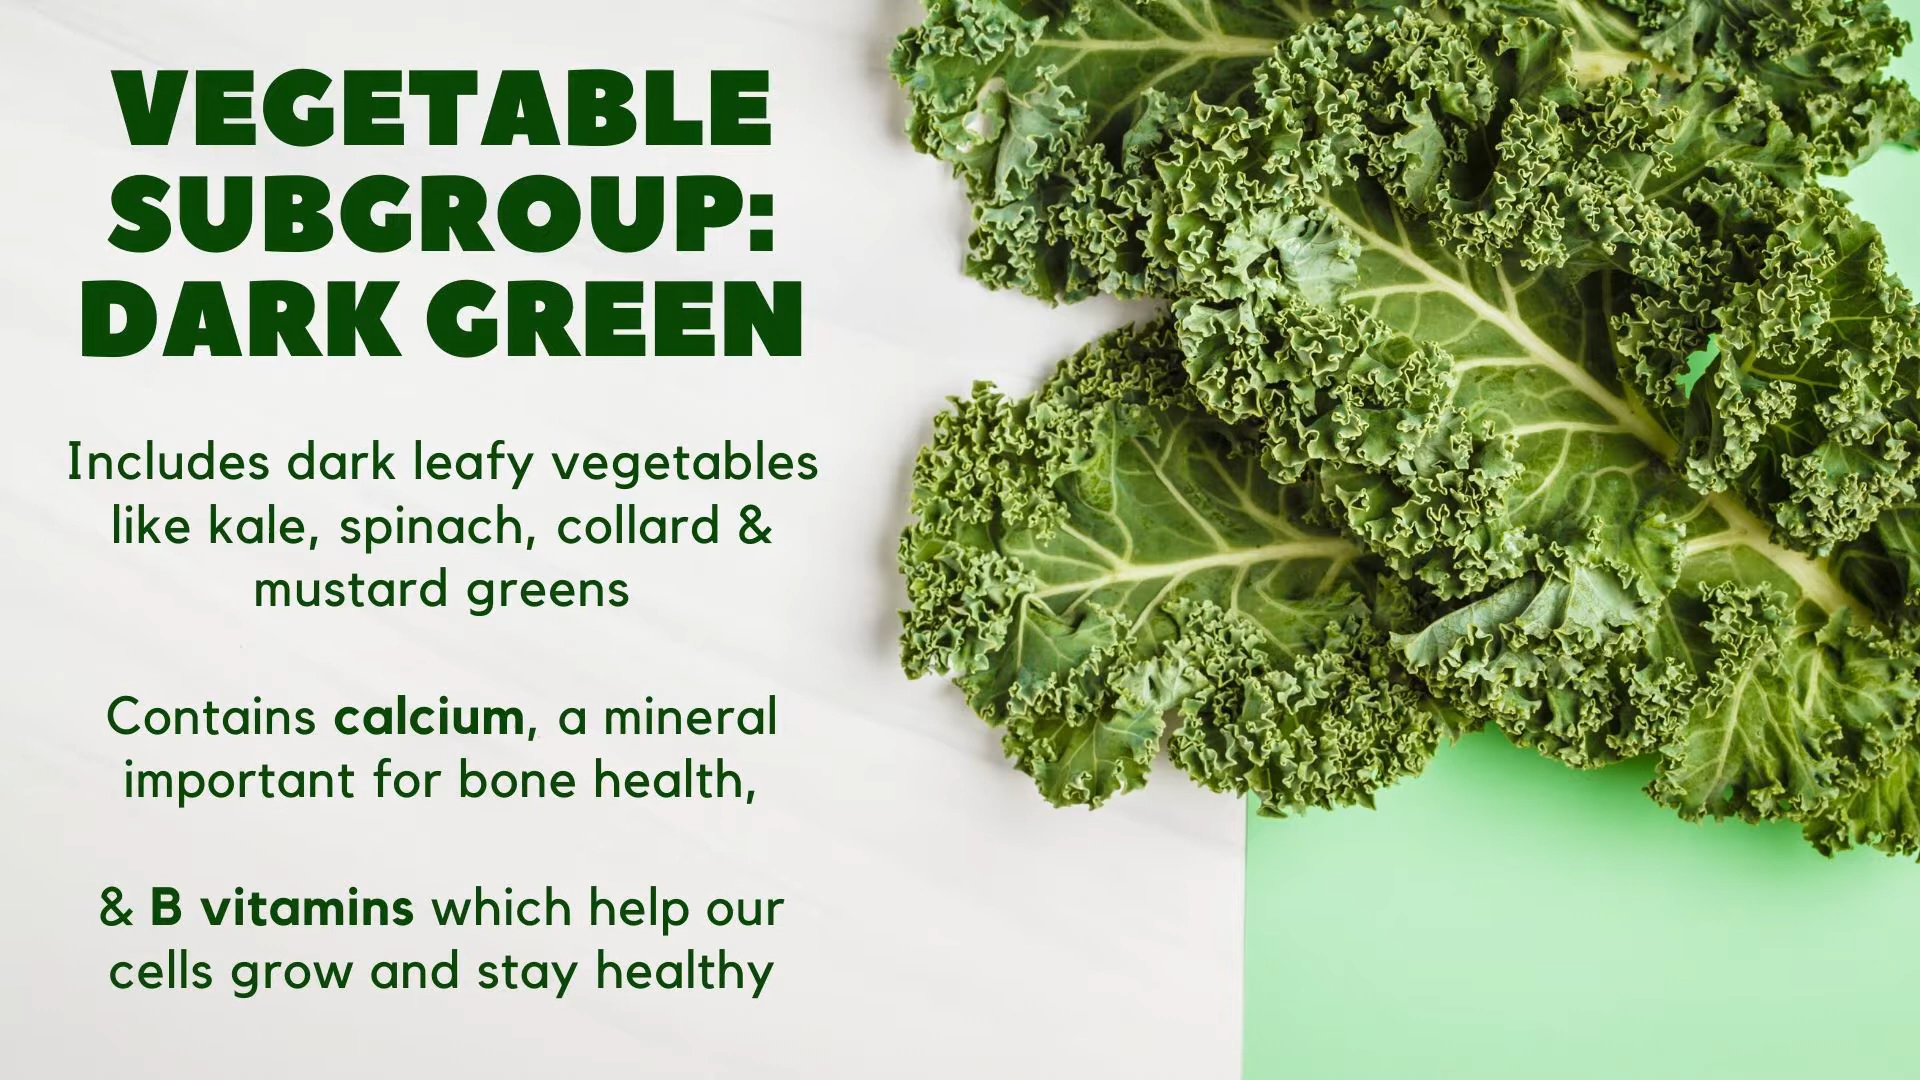 VEGETABLE
SUBGROUP:
DARK GREEN
Includes dark leafy vegetables
like kale, spinach, collard &
mustard greens
Contains calcium, a mineral
important for bone health,
& B vitamins which help our
cells grow and stay healthy